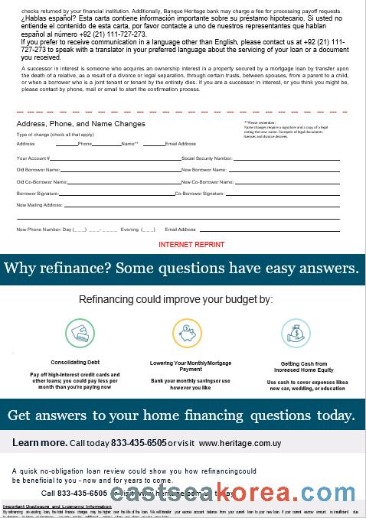 checks returned by your financial institution. Additionally, Banque Heritage bank may charge a fee for processing payoff requests.
¿Hablas español? Esta carta contiene información importante sobre su préstamo hipotecario. Si usted no
entiende el contenido de esta carta, por favor contacte a uno de nuestros representantes que hablan
español al número +92 (21) 111-727-273.
If you prefer to receive communication in a language other than English, please contact us at +92 (21) 111-
727-273 to speak with a translator in your preferred language about the servicing of your loan or a document
you received.
A successor in interest is someone who acquires an ownership interest in a property secured by a mortgage loan by transfer upon
the death of a relative, as a result of a divorce or legal separation, through certain trusts, between spouses, from a parent to a child,
or when a borrower who is a joint tenant or tenant by the entirety dies. If you are a successor in interest, or you think you might be,
please contact by phone, mail or email to start the confirmation process.
Address, Phone, and Name Changes
Type of change (check all that apply)
Address Phone Name** Email Address
Your Account # Social Security Number:
Old Borrower Name: New Borrower Name:
Old Co-Borrower Name: New Co-Borrower Name:
Borrower Signature: Co-Borrower Signature:
New Mailing Address:
New Phone Number: Day (___) ___-____ Evening (___) Email Address
INTERNET REPRINT
Why refinance? Some questions have easy answers.
Refinancing could improve your budget by:
Consolidating Debt
Pay off high-interest credit cards and
other loans; you could pay less per
month than you're paying now
Lowering Your Monthly Mortgage
Payment
Bank your monthly savings or use
however you like
Getting Cash from
Increased Home Equity
Use cash to cover expenses like a
new car, wedding, or education
Get answers to your home financing questions today.
Learn more. Call today 833-435-6505 or visit www.heritage.com.uy
A quick no-obligation loan review could show you how refinancing could
be beneficial to you - now and for years to come.
Call 833-435-6505 or visit www.heritage.com.uy today
eastseakorea.com
Important Disclosure and Licensing Information